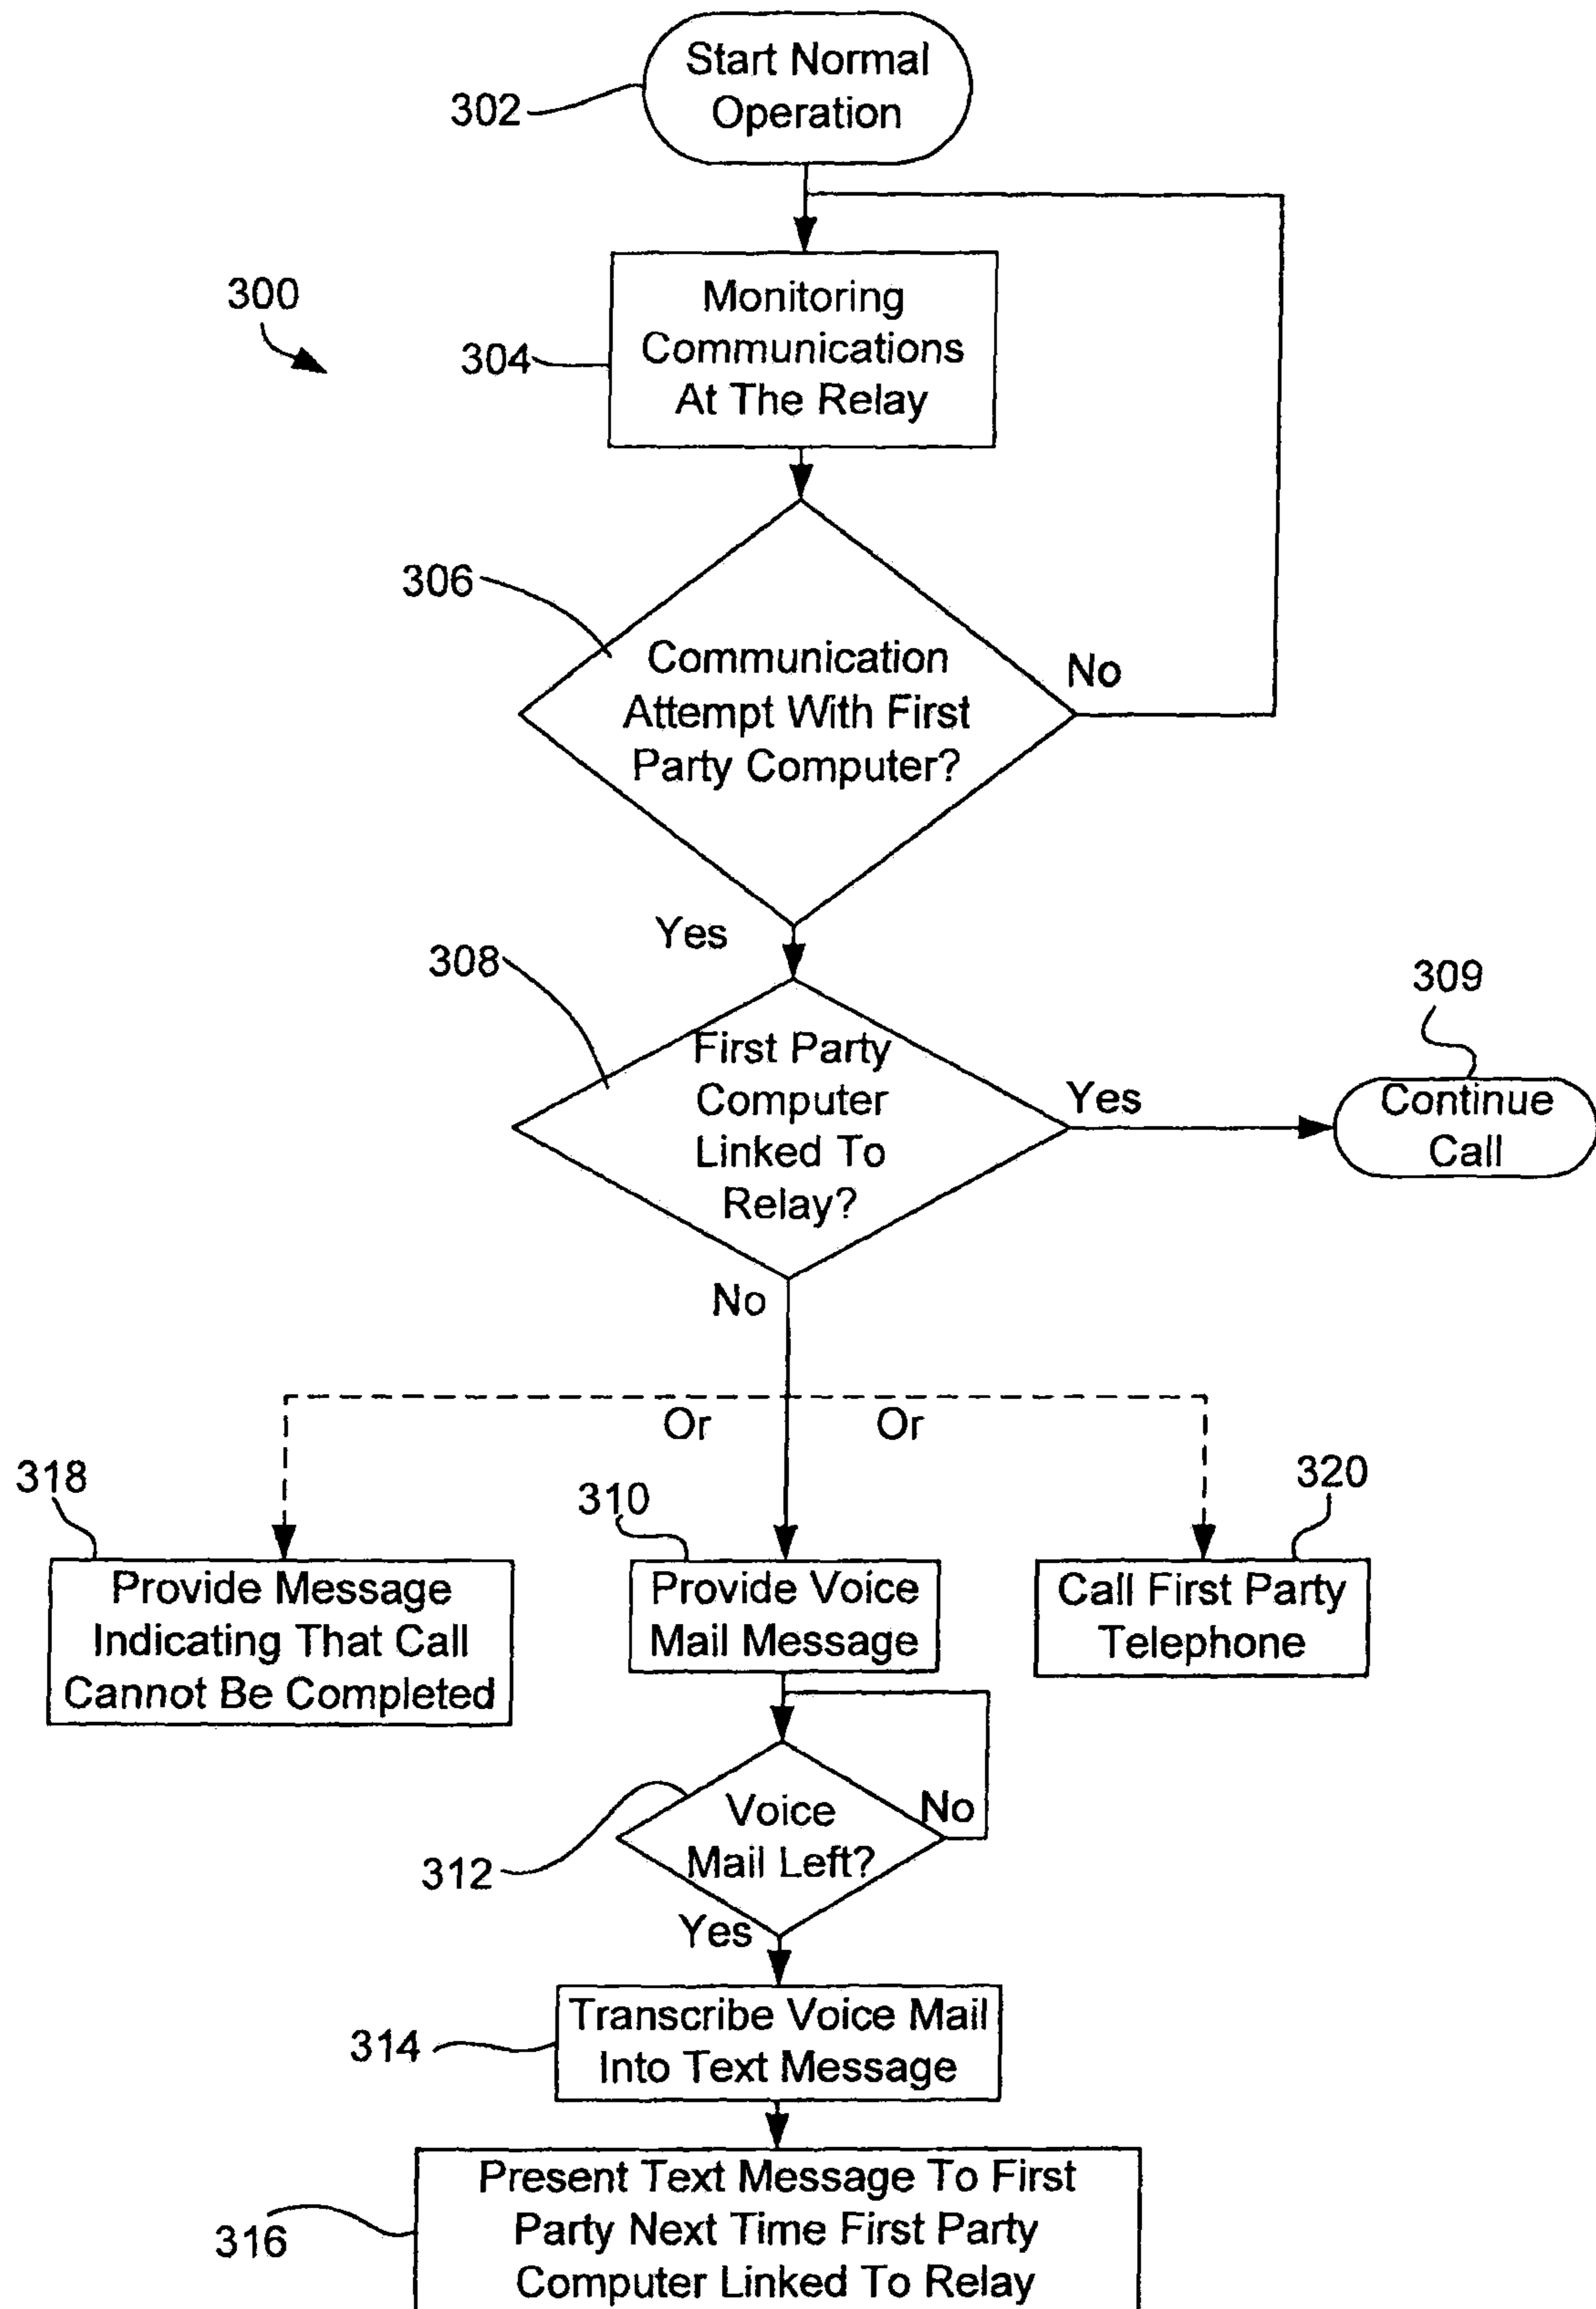 Start Normal
Operation
302
300
Monitoring
Communications
At The Relay
304
306
Communication
Attempt With First
Party Computer?
No
Yes
308
309
First Party
Computer
Linked To
Relay?
Yes
Continue
Call
No
Or
Or
318
310
320
Provide Message
Indicating That Call
Cannot Be Completed
Provide Voice
Mail Message
Call First Party
Telephone
Voice
Mail Left?
No
312
Yes
Transcribe Voice Mail
Into Text Message
314
Present Text Message To First
Party Next Time First Party
Computer Linked To Relay
316